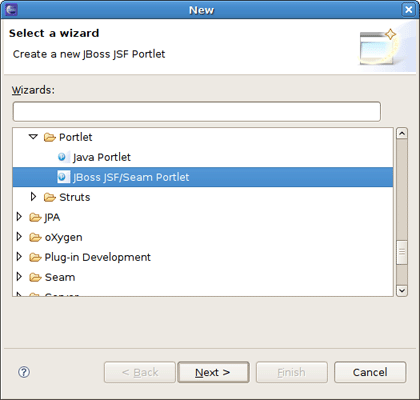 New
Select a wizard
Create a new JBoss JSF Portlet
Wizards:
Portlet
Java Portlet
JBoss JSF/Seam Portlet
Struts
JPA
oXygen
Plug-in Development
Seam
Server
< Back
Next >
Finish
Cancel